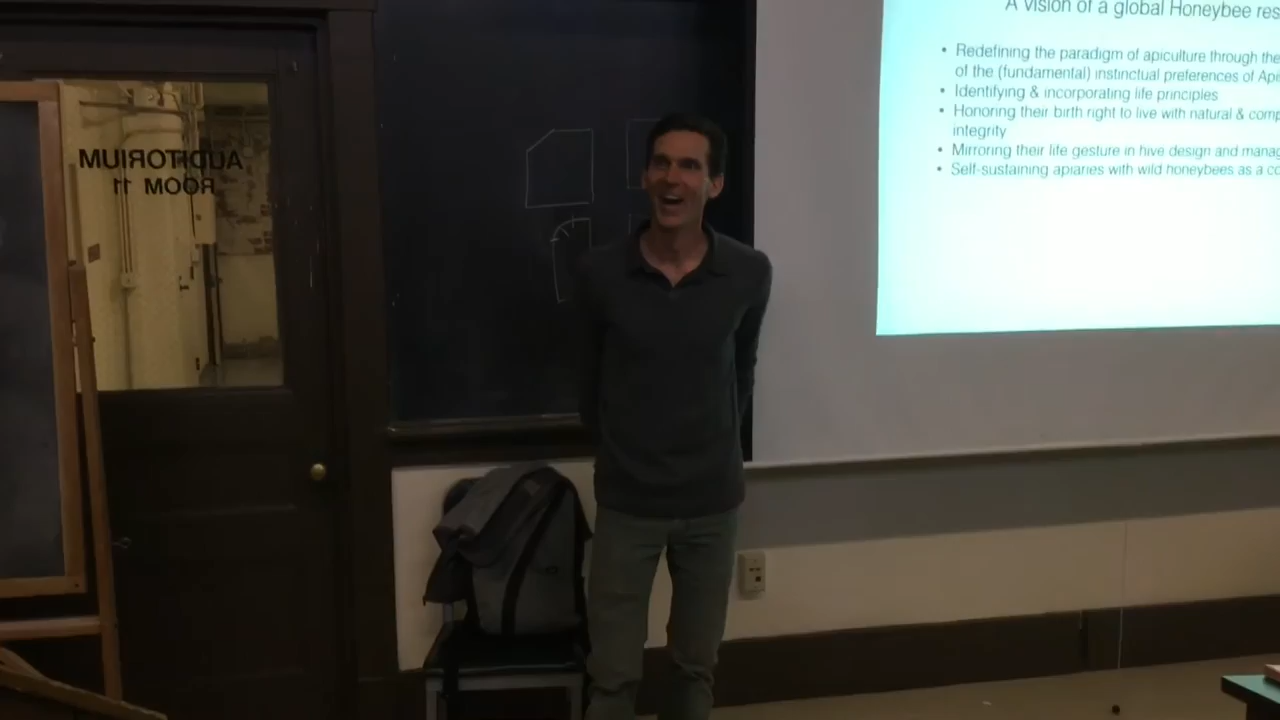 AUDITORIUM
ROOM 11
A vision of a global Honeybee res
• Redefining the paradigm of apiculture through the
of the (fundamental) instinctual preferences of Api
• Identifying & incorporating life principles
• Honoring their birth right to live with natural & comp
integrity
• Mirroring their life gesture in hive design and manag
• Self-sustaining apiaries with wild honeybees as a co